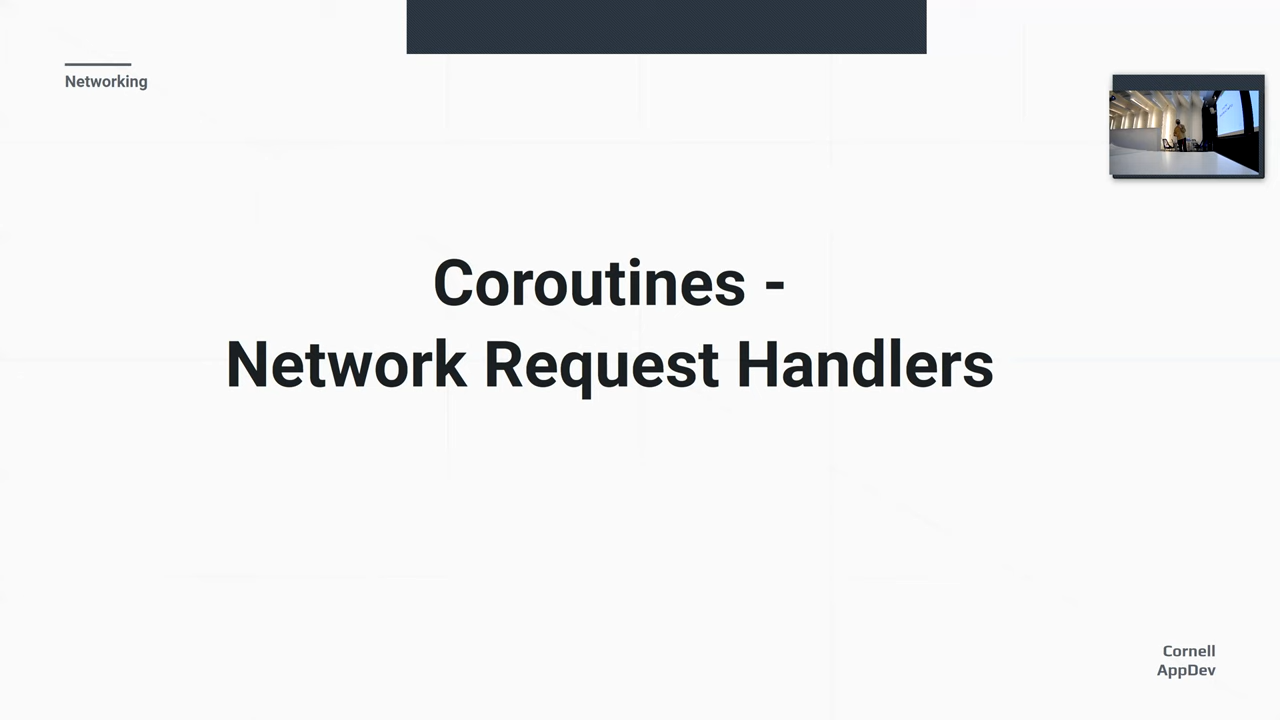 Networking
Coroutines -
Network Request Handlers
Cornell
AppDev